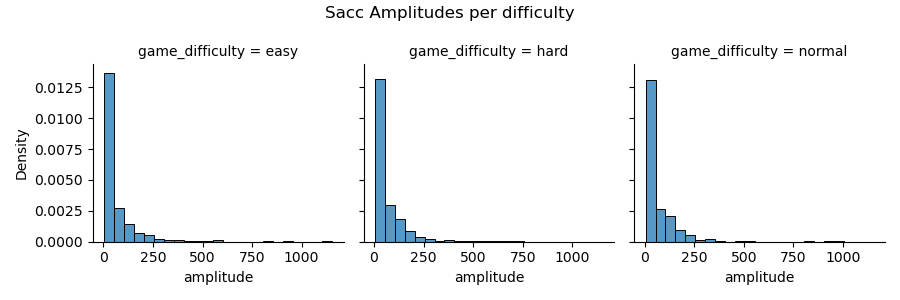 Sacc Amplitudes per difficulty
game_difficulty = easy
game_difficulty = hard
game_difficulty = normal
Density
0.0125
0.0100
0.0075
0.0050
0.0025
0.0000
0 250 500 750 1000
0 250 500 750 1000
0 250 500 750 1000
amplitude
amplitude
amplitude